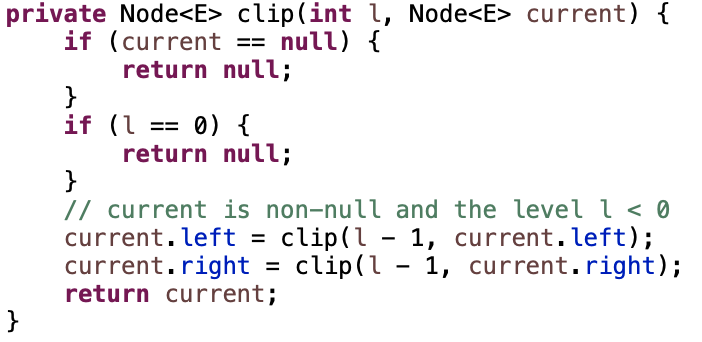 private Node<E> clip(int l, Node<E> current) {
    if (current == null) {
        return null;
    }
    if (l == 0) {
        return null;
    }
    // current is non-null and the level l < 0
    current.left = clip(l - 1, current.left);
    current.right = clip(l - 1, current.right);
    return current;
}